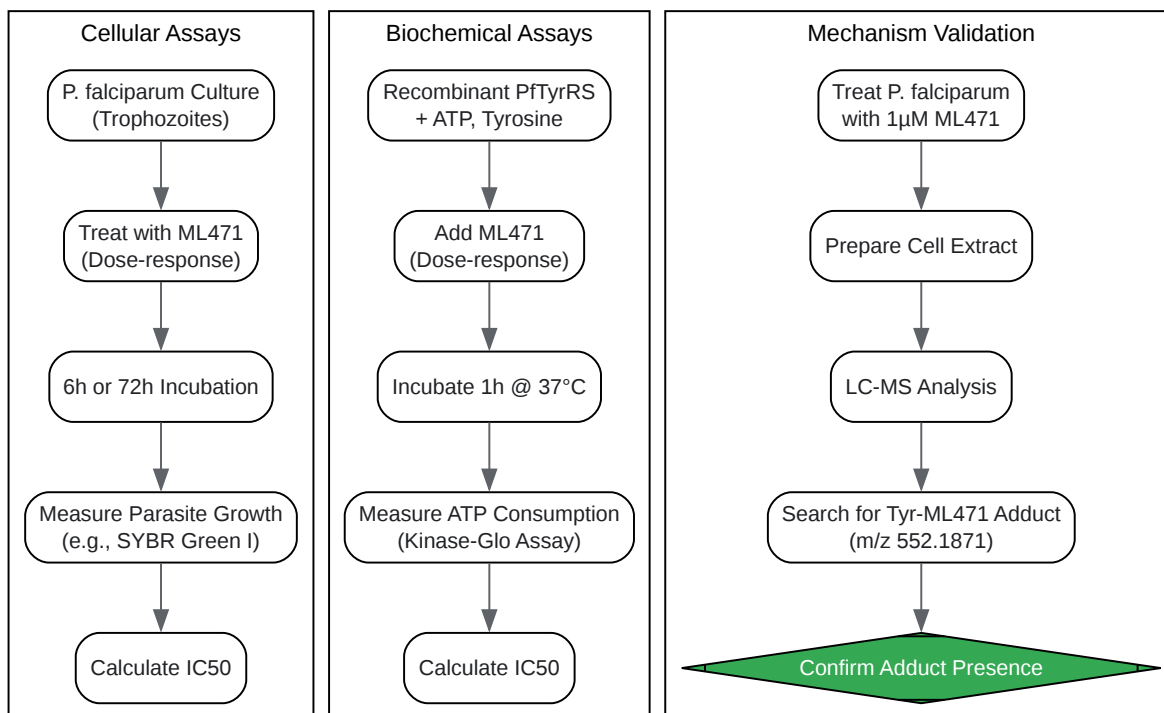 Cellular Assays
P. falciparum Culture
(Trophozoites)
Treat with ML471
(Dose-response)
6h or 72h Incubation
Measure Parasite Growth
(e.g., SYBR Green I)
Calculate IC50
Biochemical Assays
Recombinant PfTyrRS
+ ATP, Tyrosine
Add ML471
(Dose-response)
Incubate 1h @ 37°C
Measure ATP Consumption
(Kinase-Glo Assay)
Calculate IC50
Mechanism Validation
Treat P. falciparum
with 1µM ML471
Prepare Cell Extract
LC-MS Analysis
Search for Tyr-ML471 Adduct
(m/z 552.1871)
Confirm Adduct Presence